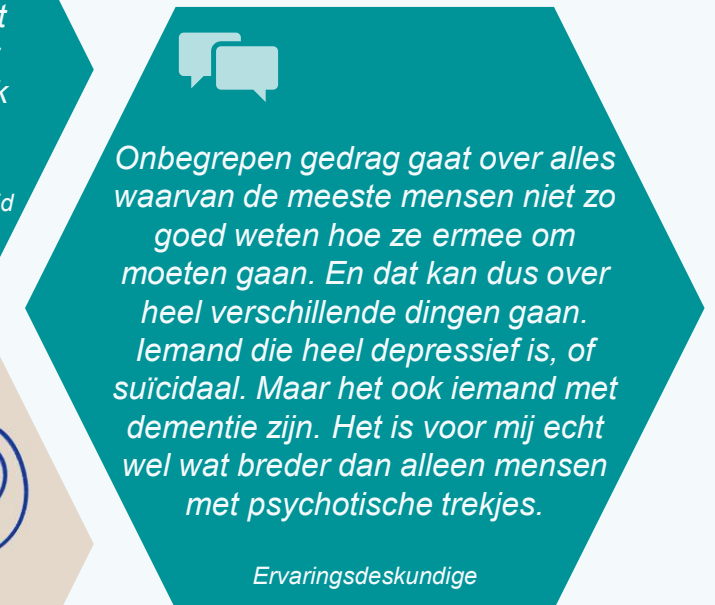 t
k
d
Onbegrepen gedrag gaat over alles
waarvan de meeste mensen niet zo
goed weten hoe ze ermee om
moeten gaan. En dat kan dus over
heel verschillende dingen gaan.
Iemand die heel depressief is, of
suïcidaal. Maar het ook iemand met
dementie zijn. Het is voor mij echt
wel wat breder dan alleen mensen
met psychotische trekjes.
Ervaringsdeskundige